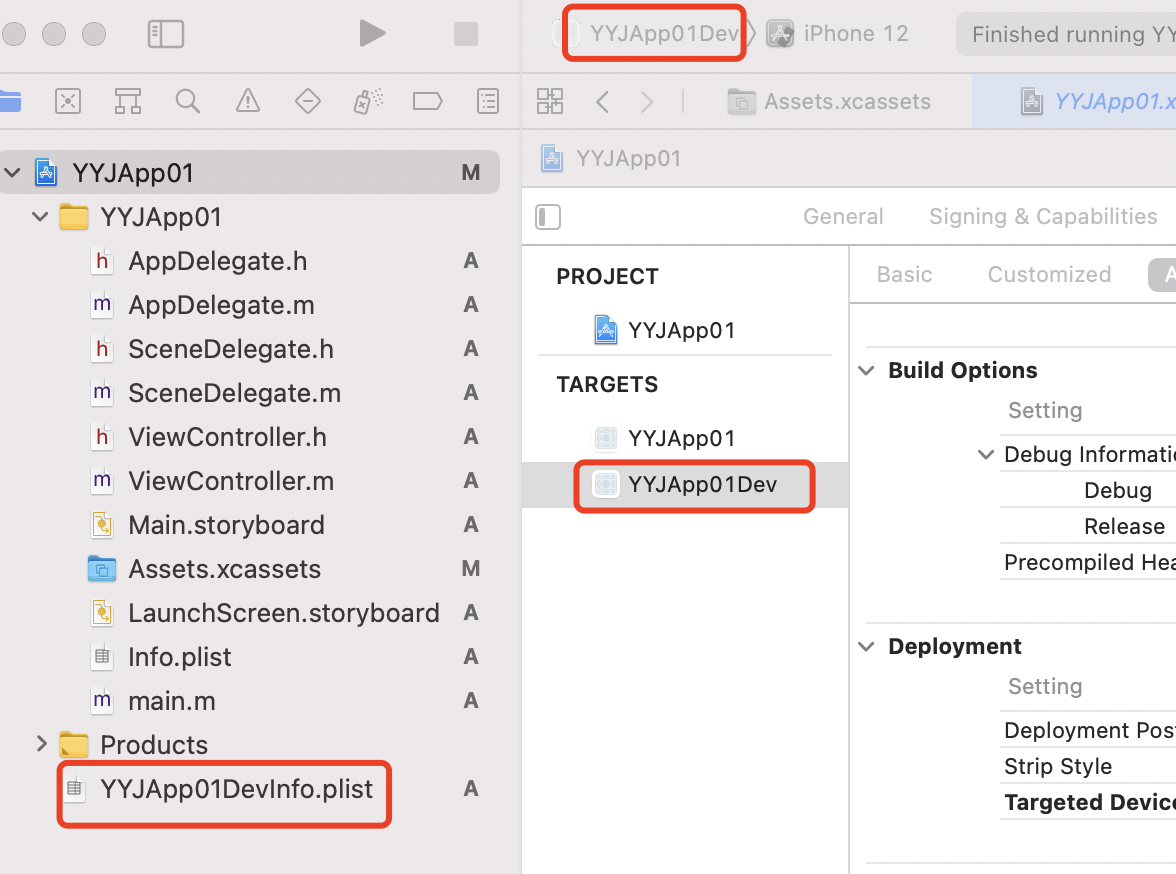 YYJApp01Dev
iPhone 12
Finished running YY
Assets.xcassets
YYJApp01.x
YYJApp01
M
YYJApp01
YYJApp01
h AppDelegate.h A
m AppDelegate.m A
h SceneDelegate.h A
m SceneDelegate.m A
h ViewController.h A
m ViewController.m A
Main.storyboard A
Assets.xcassets M
LaunchScreen.storyboard A
Info.plist A
m main.m A
Products
YYJApp01DevInfo.plist A
General
Signing & Capabilities
PROJECT
YYJApp01
TARGETS
YYJApp01
YYJApp01Dev
Basic
Customized
A
Build Options
Setting
Debug Informatio
Debug
Release
Precompiled Hea
Deployment
Setting
Deployment Pos
Strip Style
Targeted Device